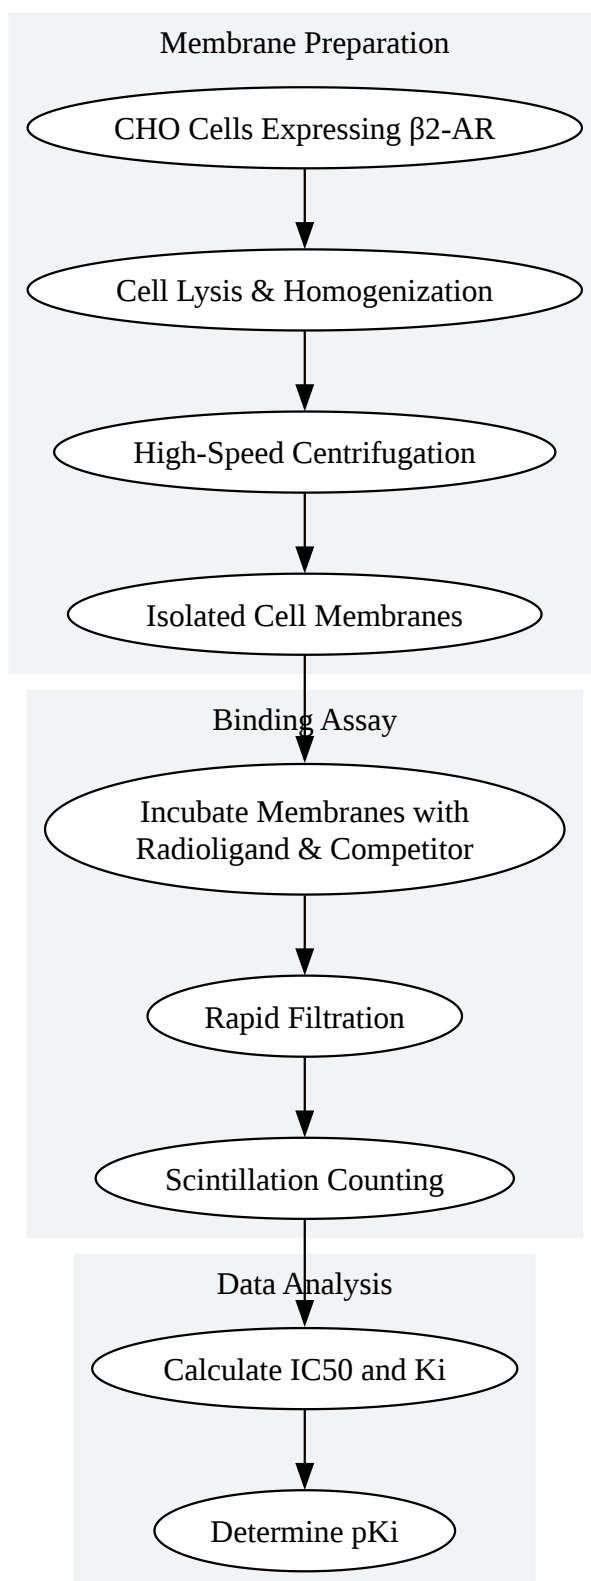 Membrane Preparation
CHO Cells Expressing β2-AR
Cell Lysis & Homogenization
High-Speed Centrifugation
Isolated Cell Membranes
Binding Assay
Incubate Membranes with
Radioligand & Competitor
Rapid Filtration
Scintillation Counting
Data Analysis
Calculate IC50 and Ki
Determine pKi